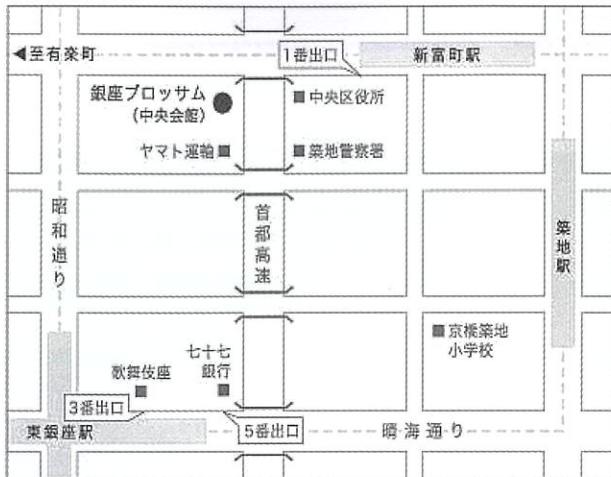 ◀至有楽町
1番出口
新富町駅
銀座ブロッサム
(中央会館)
中央区役所
ヤマト運輸
築地警察署
昭和通り
首都高速
築地駅
京橋築地
小学校
七十七
銀行
歌舞伎座
3番出口
5番出口
東銀座駅
晴海通り